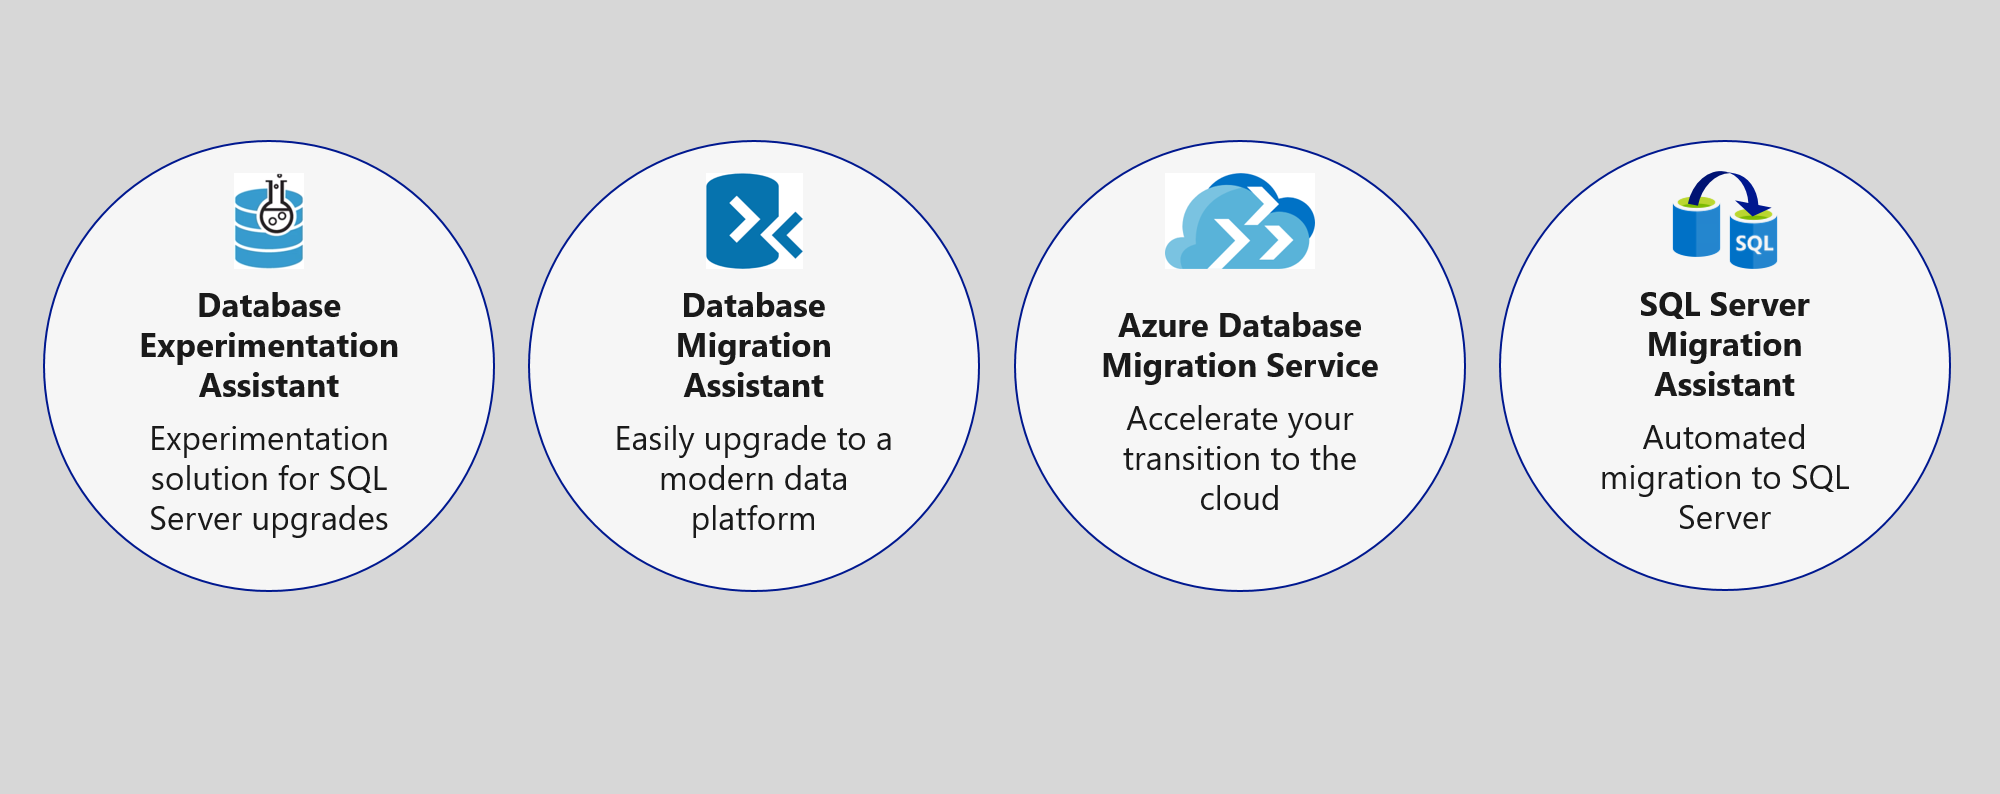 Database
Experimentation
Assistant
Experimentation
solution for SQL
Server upgrades
Database
Migration
Assistant
Easily upgrade to a
modern data
platform
Azure Database
Migration Service
Accelerate your
transition to the
cloud
SQL
SQL Server
Migration
Assistant
Automated
migration to SQL
Server